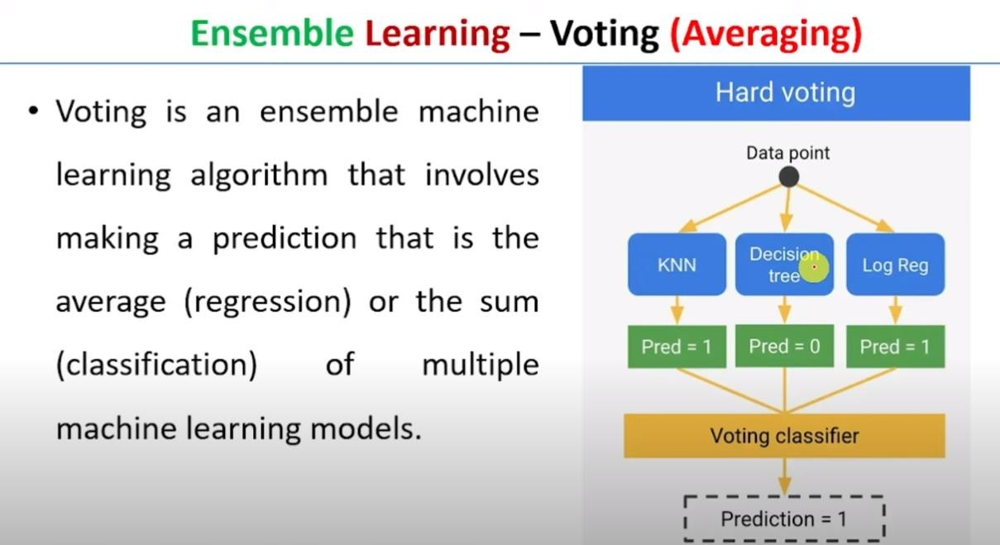 Ensemble Learning – Voting (Averaging)
• Voting is an ensemble machine
learning algorithm that involves
making a prediction that is the
average (regression) or the sum
(classification) of multiple
machine learning models.
Hard voting
Data point
KNN
Decision
tree
Log Reg
Pred = 1
Pred = 0
Pred = 1
Voting classifier
Prediction = 1